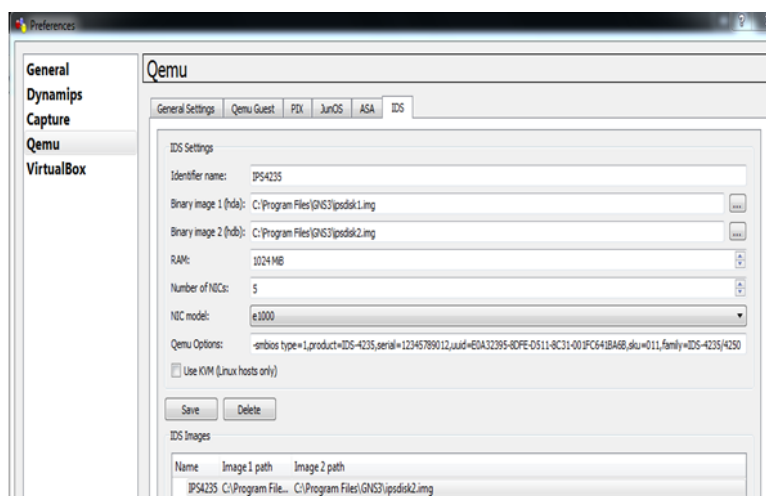 Preferences
?
General
Dynamips
Capture
Qemu
VirtualBox
Qemu
General Settings Qemu Guest PIX JunOS ASA IDS
IDS Settings
Identifier name: IPS4235
Binary image 1 (hda): C:\Program Files\GNS3\ipsdisk1.img ...
Binary image 2 (hdb): C:\Program Files\GNS3\ipsdisk2.img ...
RAM: 1024 MiB
Number of NICs: 5
NIC model: e1000
Qemu Options: -smbios type=1,product=IDS-4235,serial=12345789012,uuid=E0A32395-8DFE-D511-8C31-001FC641BA6B,sku=011,family=IDS-4235/4250
Use KVM (Linux hosts only)
Save Delete
IDS Images
Name Image 1 path Image 2 path
IPS4235 C:\Program File... C:\Program Files\GNS3\ipsdisk2.img